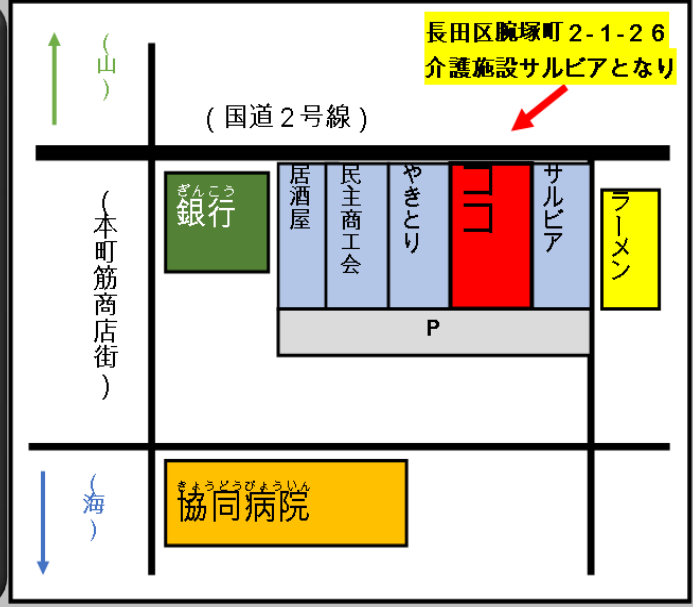 長田区腕塚町2-1-26
介護施設サルビアとなり
(山)
(国道2号線)
(本町筋商店街)
ぎんこう
銀行
居酒屋
民主商工会
やきとり
ココ
サルビア
ラーメン
P
(海)
きょうどうびょういん
協同病院